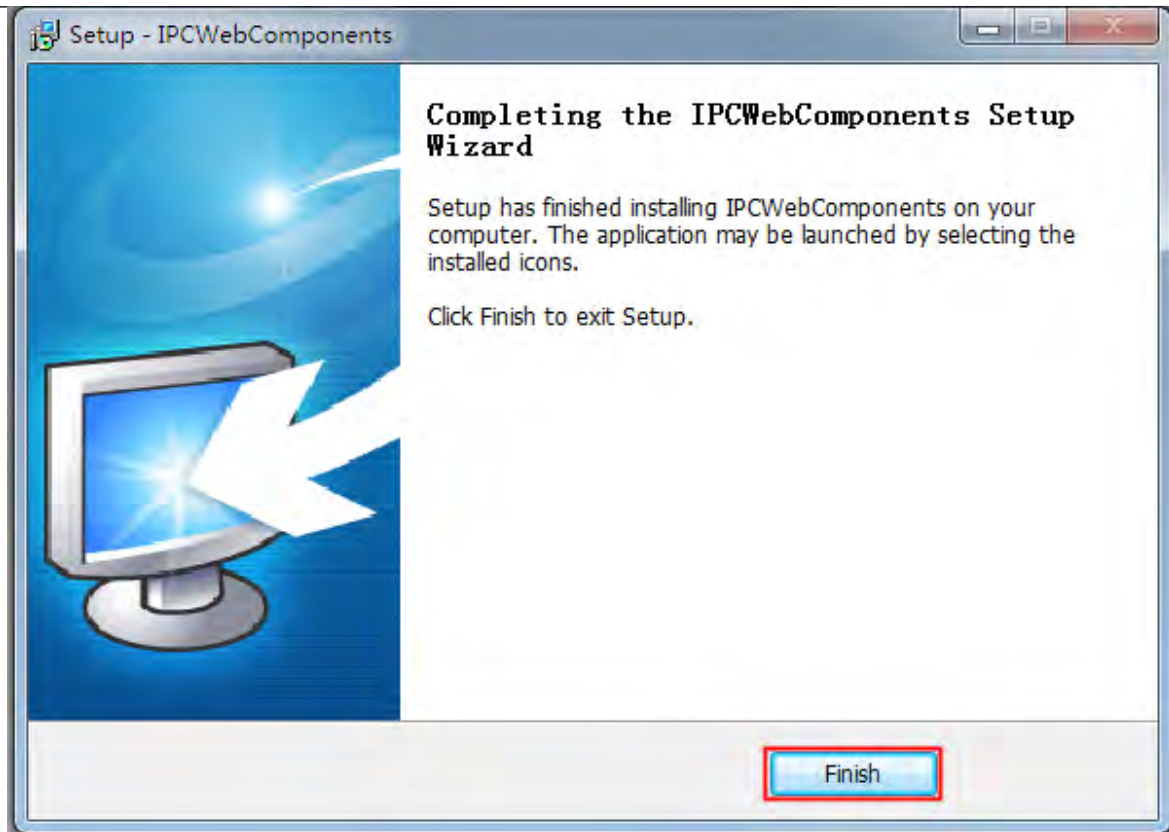 Setup - IPCWebComponents
Completing the IPCWebComponents Setup
Wizard
Setup has finished installing IPCWebComponents on your
computer. The application may be launched by selecting the
installed icons.
Click Finish to exit Setup.
Finish